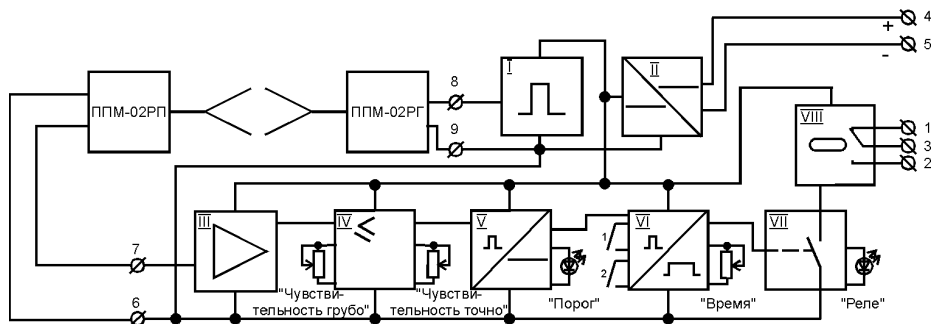 4
+
5
-
8
I
II
ППМ-02РП
ППМ-02РГ
9
VIII
1
3
2
III
IV
V
VI
VII
<
1
2
7
6
"Чувстви-
тельность грубо"
"Чувстви-
тельность точно"
"Порог"
"Время"
"Реле"